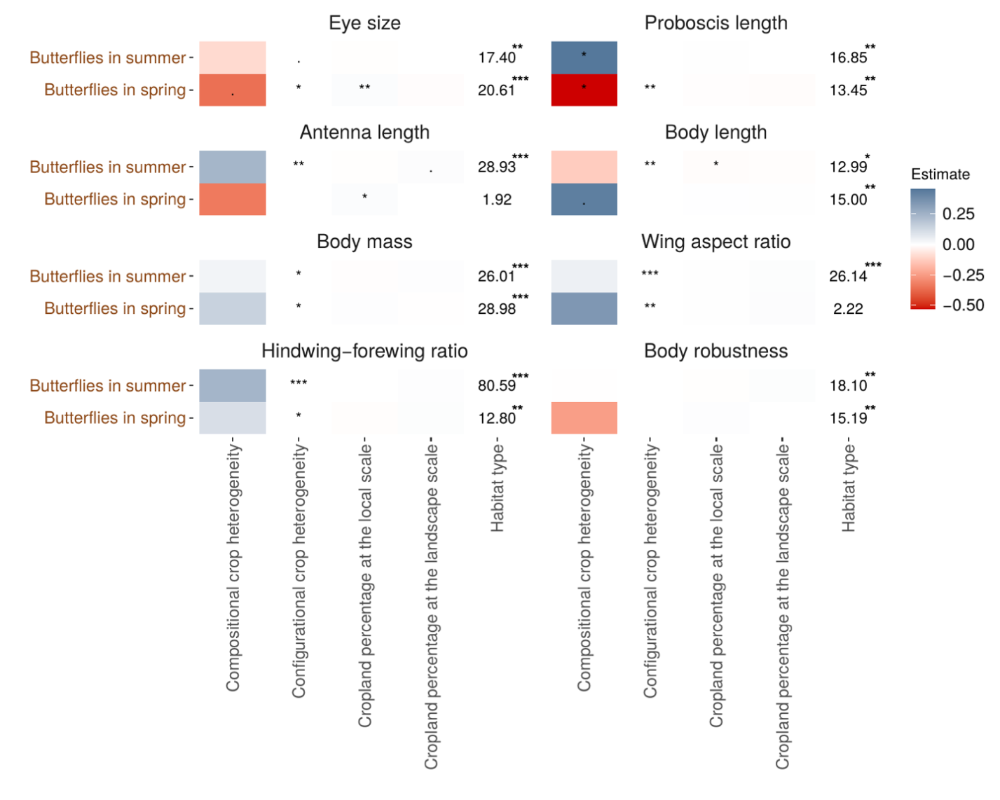 Eye size
Proboscis length
Butterflies in summer . 17.40** * 16.85**
Butterflies in spring . * ** 20.61*** * ** 13.45**
Antenna length
Body length
Butterflies in summer ** . 28.93*** ** * 12.99*
Butterflies in spring * 1.92 . 15.00**
Body mass
Wing aspect ratio
Butterflies in summer * 26.01*** *** 26.14***
Butterflies in spring * 28.98*** ** 2.22
Hindwing−forewing ratio
Body robustness
Butterflies in summer *** 80.59*** 18.10**
Butterflies in spring * 12.80** 15.19**
Compositional crop heterogeneity
Configurational crop heterogeneity
Cropland percentage at the local scale
Cropland percentage at the landscape scale
Habitat type
Compositional crop heterogeneity
Configurational crop heterogeneity
Cropland percentage at the local scale
Cropland percentage at the landscape scale
Habitat type
Estimate
0.25
0.00
−0.25
−0.50